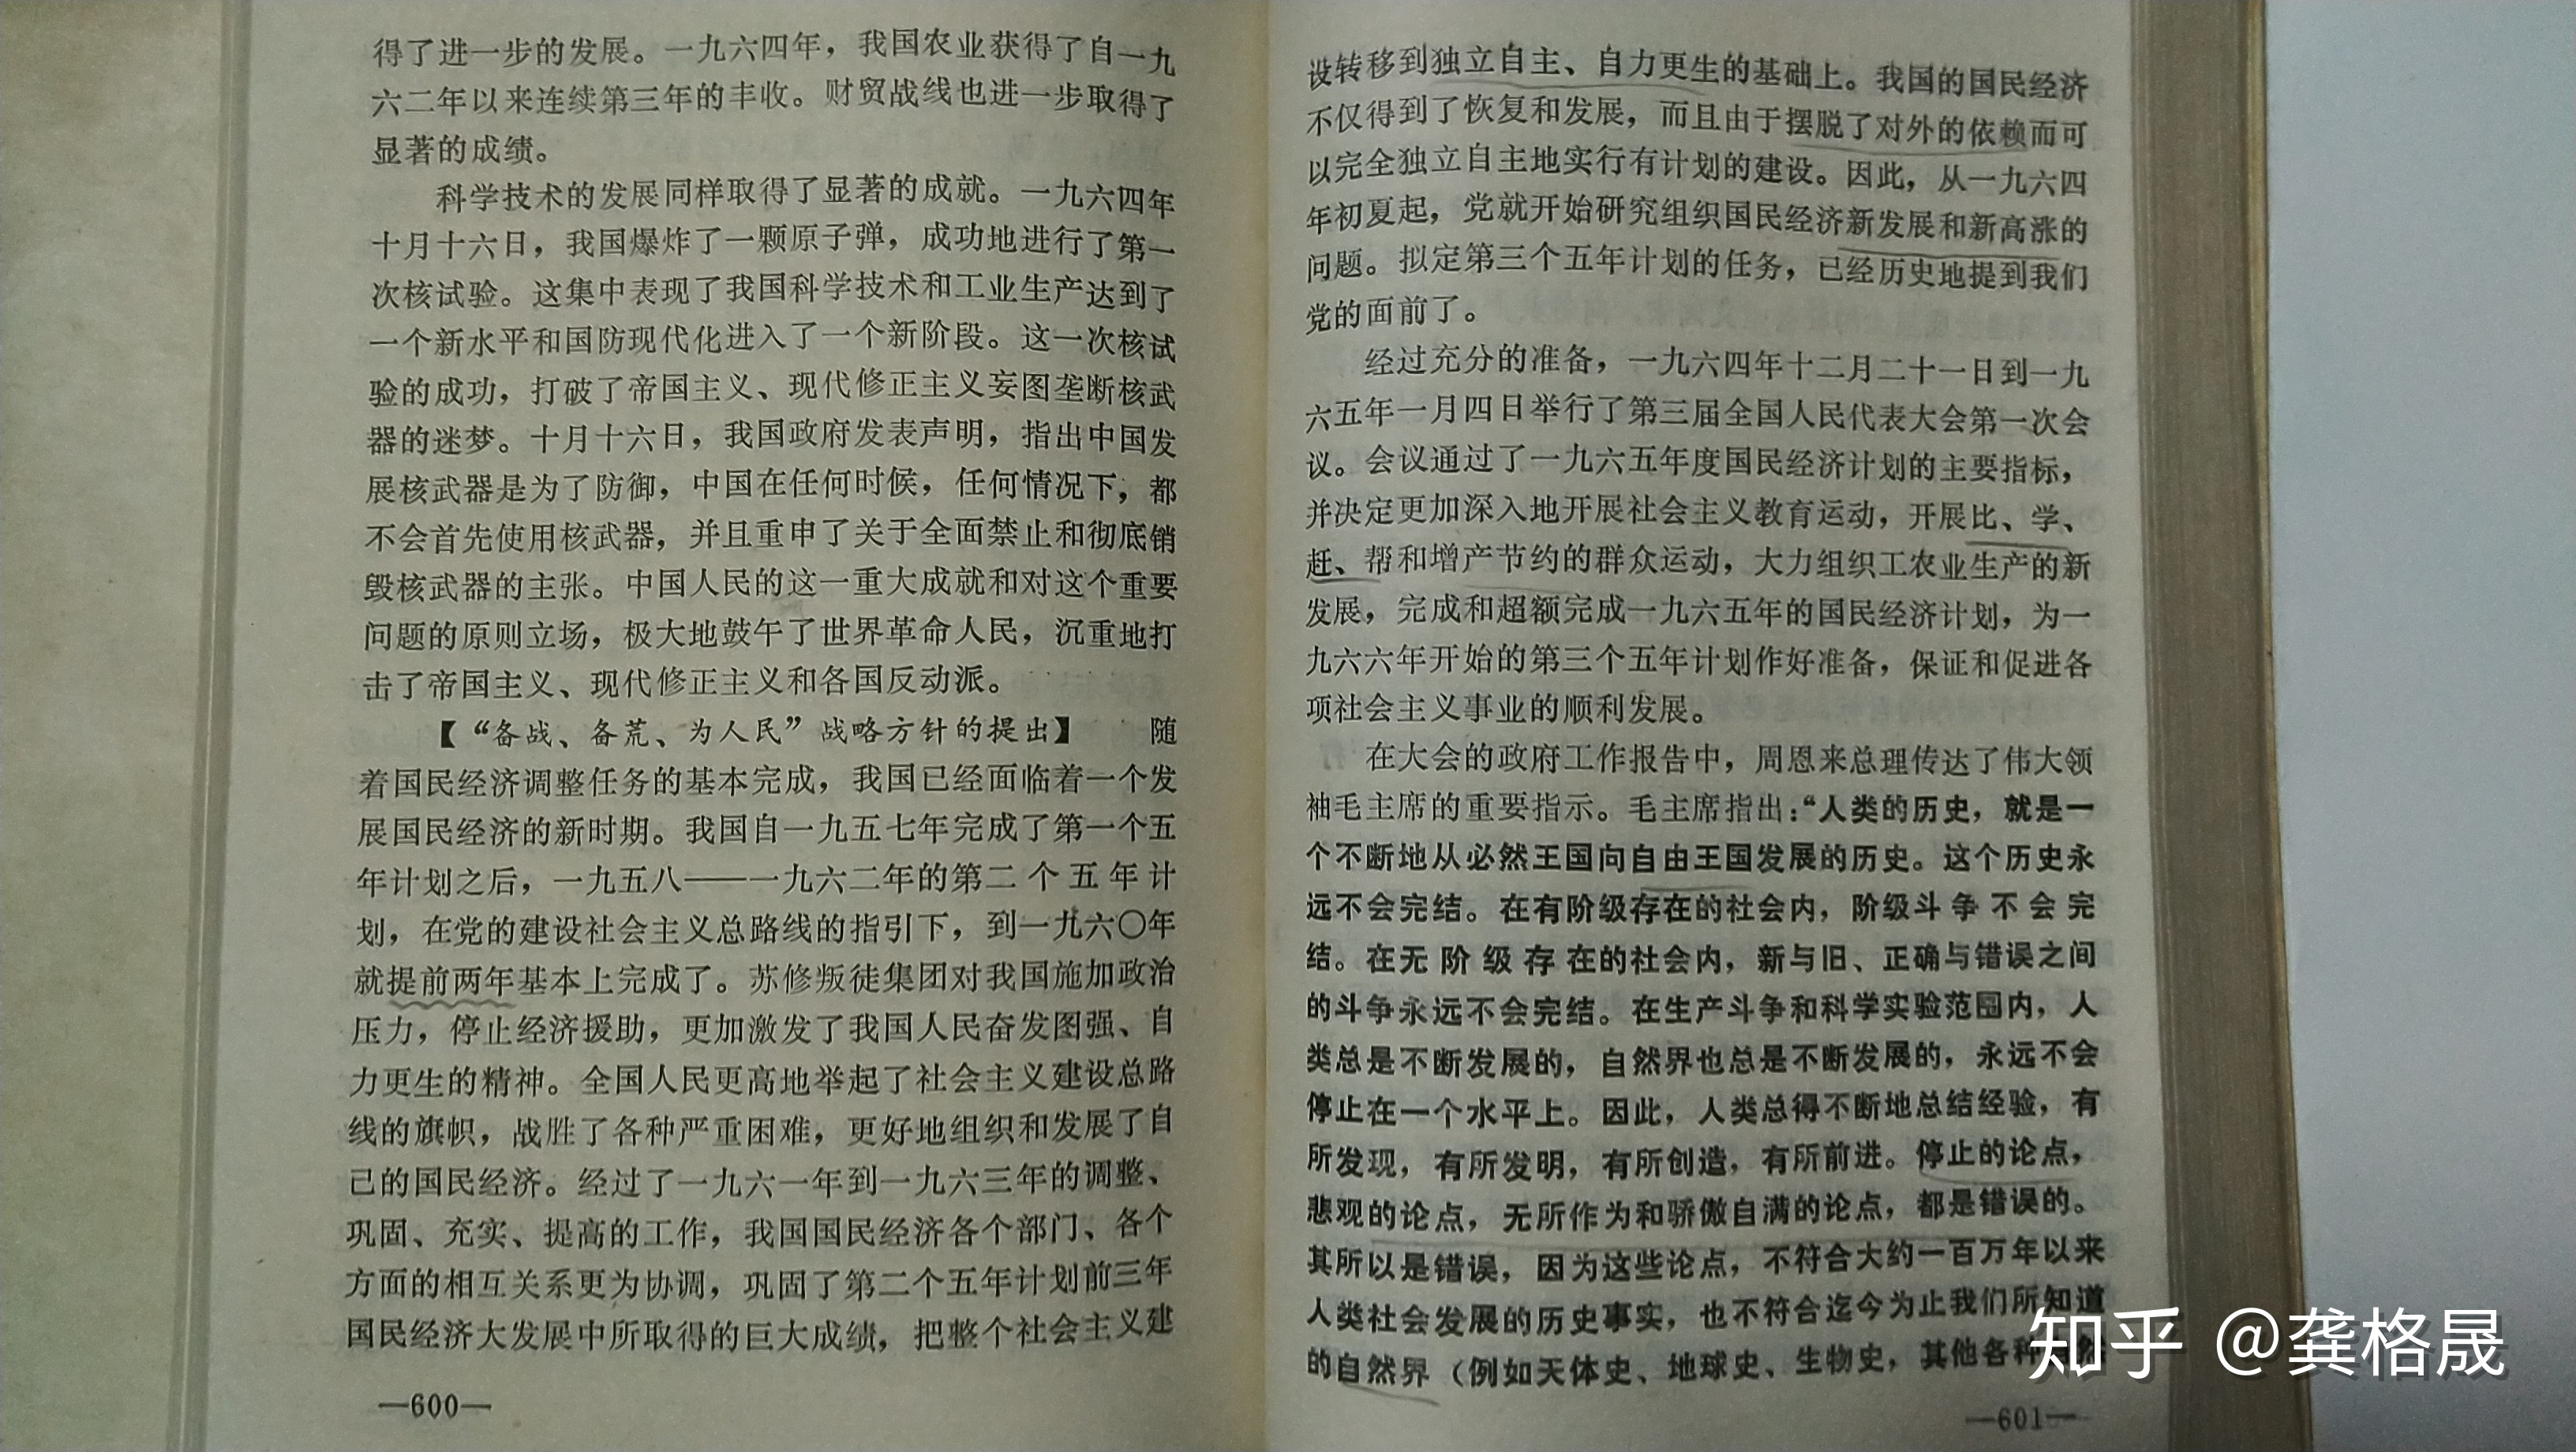 得了进一步的发展。一九六四年，我国农业获得了自一九
六二年以来连续第三年的丰收。财贸战线也进一步取得了
显著的成绩。
科学技术的发展同样取得了显著的成就。一九六四年
十月十六日，我国爆炸了一颗原子弹，成功地进行了第一
次核试验。这集中表现了我国科学技术和工业生产达到了
一个新水平和国防现代化进入了一个新阶段。这一次核试
验的成功，打破了帝国主义、现代修正主义妄图垄断核武
器的迷梦。十月十六日，我国政府发表声明，指出中国发
展核武器是为了防御，中国在任何时候，任何情况下，都
不会首先使用核武器，并且重申了关于全面禁止和彻底销
毁核武器的主张。中国人民的这一重大成就和对这个重要
问题的原则立场，极大地鼓午了世界革命人民，沉重地打
击了帝国主义、现代修正主义和各国反动派。
【“备战、备荒、为人民”战略方针的提出】 随
着国民经济调整任务的基本完成，我国已经面临着一个发
展国民经济的新时期。我国自一九五七年完成了第一个五
年计划之后，一九五八——一九六二年的第二个五年计
划，在党的建设社会主义总路线的指引下，到一九六〇年
就提前两年基本上完成了。苏修叛徒集团对我国施加政治
压力，停止经济援助，更加激发了我国人民奋发图强、自
力更生的精神。全国人民更高地举起了社会主义建设总路
线的旗帜，战胜了各种严重困难，更好地组织和发展了自
己的国民经济。经过了一九六一年到一九六三年的调整、
巩固、充实、提高的工作，我国国民经济各个部门、各个
方面的相互关系更为协调，巩固了第二个五年计划前三年
国民经济大发展中所取得的巨大成绩，把整个社会主义建
—600—
设转移到独立自主、自力更生的基础上。我国的国民经济
不仅得到了恢复和发展，而且由于摆脱了对外的依赖而可
以完全独立自主地实行有计划的建设。因此，从一九六四
年初夏起，党就开始研究组织国民经济新发展和新高涨的
问题。拟定第三个五年计划的任务，已经历史地提到我们
党的面前了。
经过充分的准备，一九六四年十二月二十一日到一九
六五年一月四日举行了第三届全国人民代表大会第一次会
议。会议通过了一九六五年度国民经济计划的主要指标，
并决定更加深入地开展社会主义教育运动，开展比、学、
赶、帮和增产节约的群众运动，大力组织工农业生产的新
发展，完成和超额完成一九六五年的国民经济计划，为一
九六六年开始的第三个五年计划作好准备，保证和促进各
项社会主义事业的顺利发展。
在大会的政府工作报告中，周恩来总理传达了伟大领
袖毛主席的重要指示。毛主席指出：“人类的历史，就是一
个不断地从必然王国向自由王国发展的历史。这个历史永
远不会完结。在有阶级存在的社会内，阶级斗争不会完
结。在无阶级存在的社会内，新与旧、正确与错误之间
的斗争永远不会完结。在生产斗争和科学实验范围内，人
类总是不断发展的，自然界也总是不断发展的，永远不会
停止在一个水平上。因此，人类总得不断地总结经验，有
所发现，有所发明，有所创造，有所前进。停止的论点，
悲观的论点，无所作为和骄傲自满的论点，都是错误的。
其所以是错误，因为这些论点，不符合大约一百万年以来
人类社会发展的历史事实，也不符合迄今为止我们所知道
的自然界（例如天体史、地球史、生物史，其他各种
—601—
知乎 @龚格晟